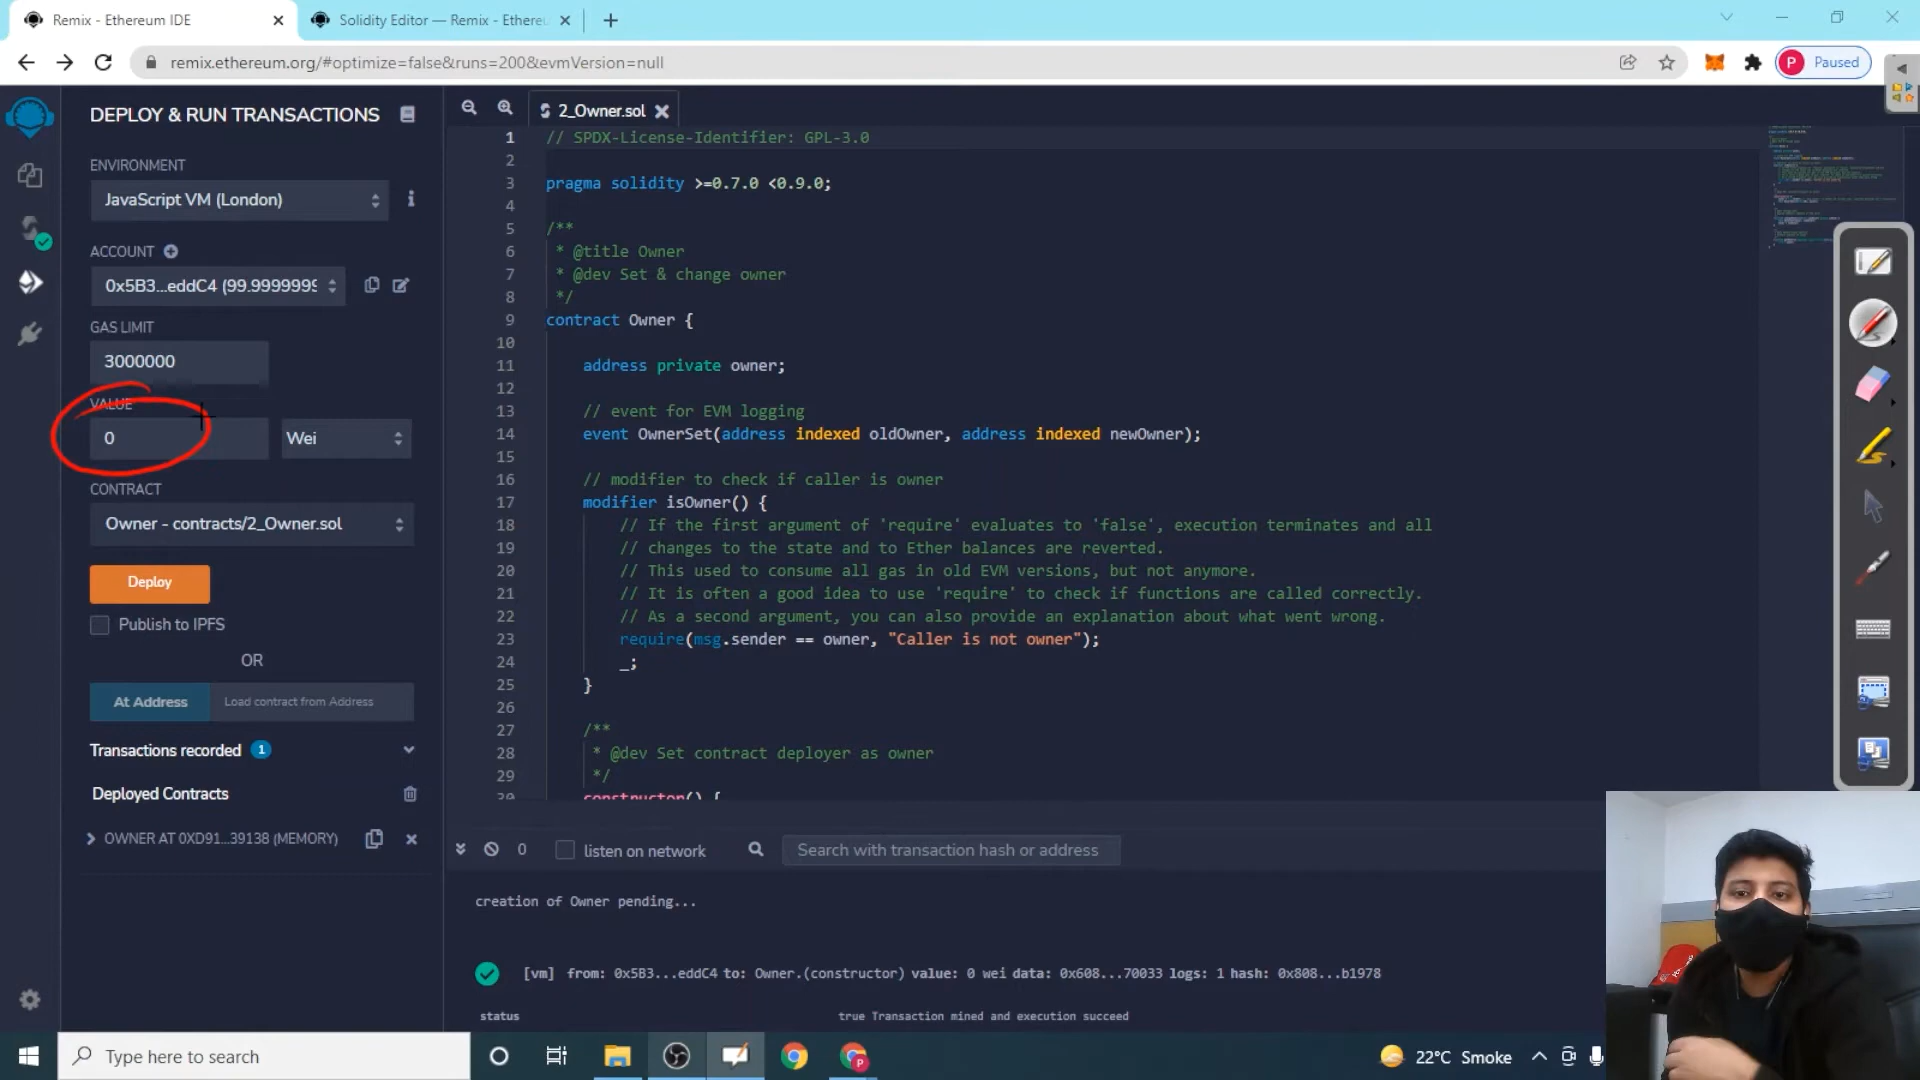 Remix - Ethereum IDE
Solidity Editor — Remix - Ethere
remix.ethereum.org/#optimize=false&runs=200&evmVersion=null
P Paused
DEPLOY & RUN TRANSACTIONS
ENVIRONMENT
JavaScript VM (London)
ACCOUNT
0x5B3...eddC4 (99.9999999
GAS LIMIT
3000000
VALUE
0
Wei
CONTRACT
Owner - contracts/2_Owner.sol
Deploy
Publish to IPFS
OR
At Address
Load contract from Address
Transactions recorded 1
Deployed Contracts
OWNER AT 0XD91...39138 (MEMORY)
2_Owner.sol
1 // SPDX-License-Identifier: GPL-3.0
2
3 pragma solidity >=0.7.0 <0.9.0;
4
5 /**
6 * @title Owner
7 * @dev Set & change owner
8 */
9 contract Owner {
10
11 address private owner;
12
13 // event for EVM logging
14 event OwnerSet(address indexed oldOwner, address indexed newOwner);
15
16 // modifier to check if caller is owner
17 modifier isOwner() {
18 // If the first argument of 'require' evaluates to 'false', execution terminates and all
19 // changes to the state and to Ether balances are reverted.
20 // This used to consume all gas in old EVM versions, but not anymore.
21 // It is often a good idea to use 'require' to check if functions are called correctly.
22 // As a second argument, you can also provide an explanation about what went wrong.
23 require(msg.sender == owner, "Caller is not owner");
24 _;
25 }
26
27 /**
28 * @dev Set contract deployer as owner
29 */
30 constructor() {
0
listen on network
Search with transaction hash or address
creation of Owner pending...
[vm] from: 0x5B3...eddC4 to: Owner.(constructor) value: 0 wei data: 0x608...70033 logs: 1 hash: 0x808...b1978
status true Transaction mined and execution succeed
Type here to search
22°C Smoke